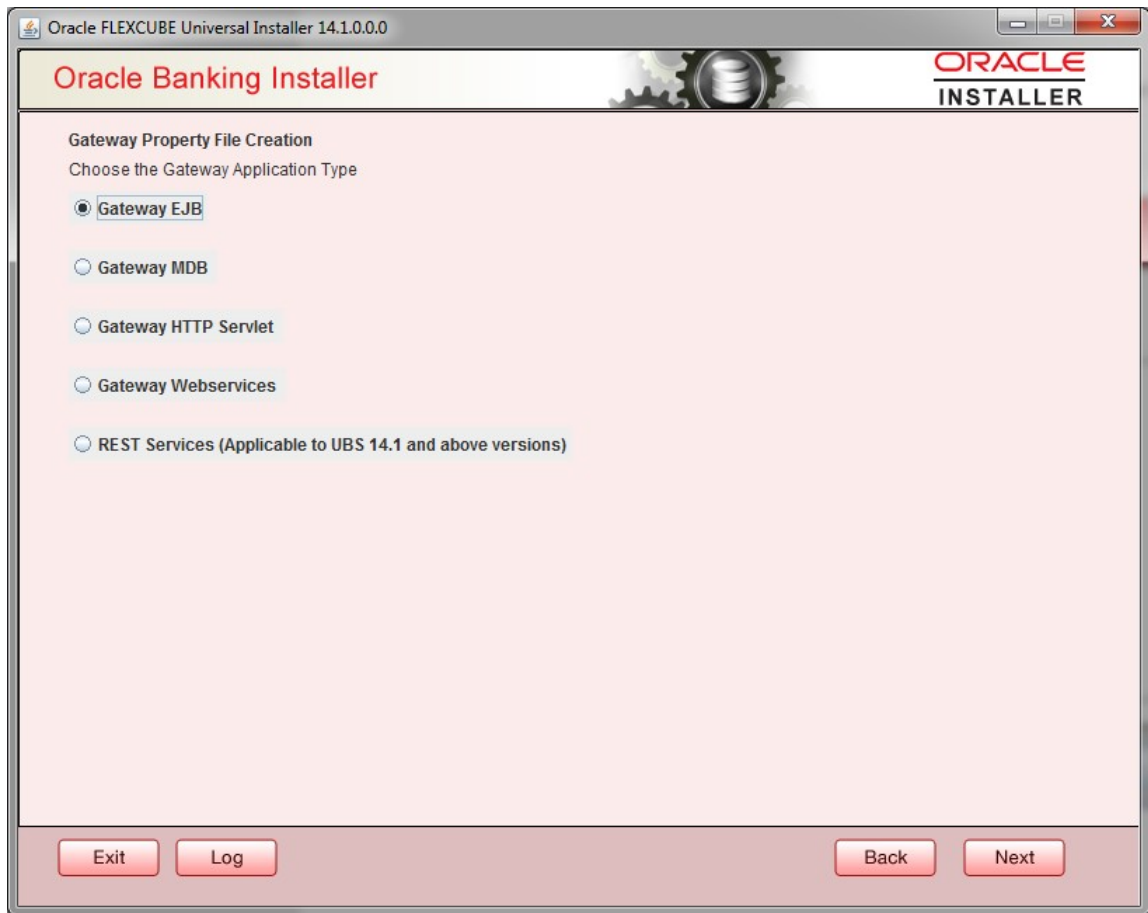 Oracle FLEXCUBE Universal Installer 14.1.0.0.0
Oracle Banking Installer
ORACLE
INSTALLER
Gateway Property File Creation
Choose the Gateway Application Type
Gateway EJB
Gateway MDB
Gateway HTTP Servlet
Gateway Webservices
REST Services (Applicable to UBS 14.1 and above versions)
Exit Log Back Next